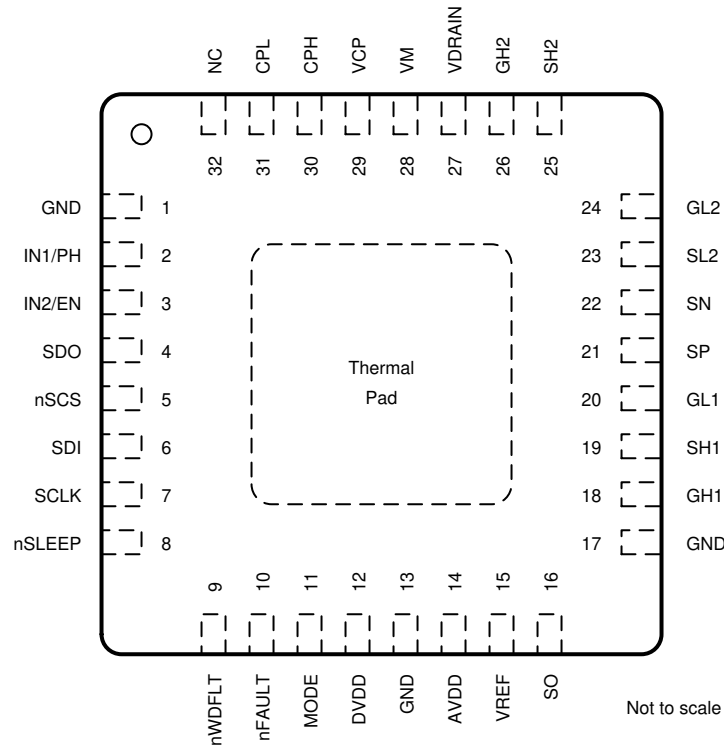 NC CPL CPH VCP VM VDRAIN GH2 SH2
32 31 30 29 28 27 26 25
GND 1 24 GL2
IN1/PH 2 23 SL2
IN2/EN 3 22 SN
SDO 4 21 SP
nSCS 5 20 GL1
SDI 6 19 SH1
SCLK 7 18 GH1
nSLEEP 8 17 GND
Thermal
Pad
9 10 11 12 13 14 15 16
nWDFLT nFAULT MODE DVDD GND AVDD VREF SO
Not to scale